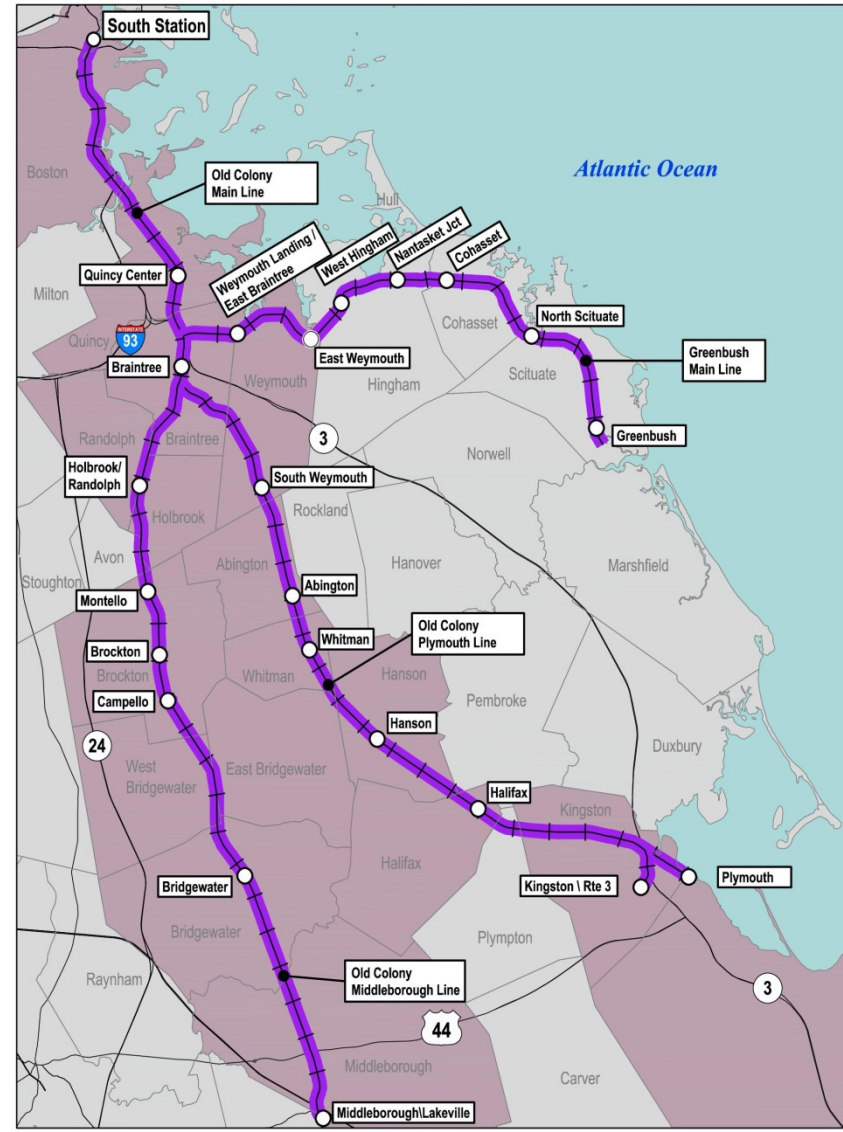 South Station
Old Colony
Main Line
Atlantic Ocean
Boston
Hull
Weymouth Landing /
East Braintree
West Hingham
Nantasket Jct
Cohasset
Quincy Center
Milton
Cohasset
North Scituate
INTERSTATE
93
Quincy
East Weymouth
Greenbush
Main Line
Braintree
Weymouth
Hingham
Scituate
Randolph
Braintree
3
Greenbush
Norwell
Holbrook/
Randolph
South Weymouth
Rockland
Holbrook
Hanover
Avon
Abington
Marshfield
Stoughton
Montello
Abington
Old Colony
Plymouth Line
Whitman
Brockton
Brockton
Whitman
Hanson
Campello
Pembroke
Hanson
24
Duxbury
West
Bridgewater
East Bridgewater
Halifax
Kingston
Halifax
Bridgewater
Kingston \ Rte 3
Plymouth
Bridgewater
Plympton
Raynham
Old Colony
Middleborough Line
3
44
Middleborough
Carver
Middleborough\Lakeville